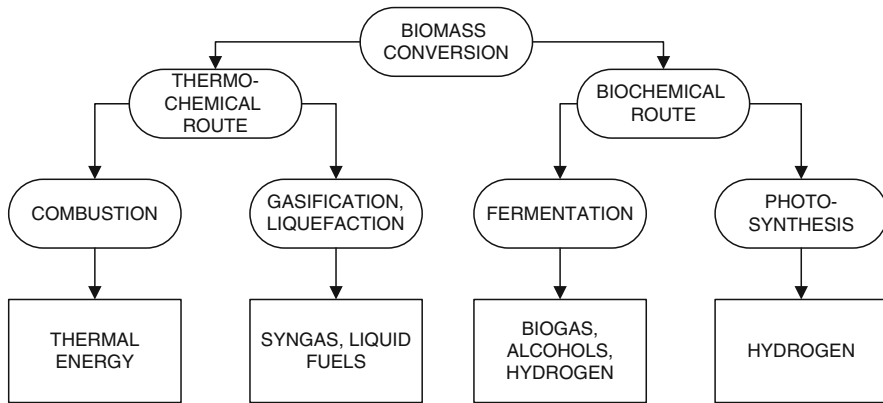 BIOMASS
CONVERSION
THERMO-
CHEMICAL
ROUTE
BIOCHEMICAL
ROUTE
COMBUSTION
GASIFICATION,
LIQUEFACTION
FERMENTATION
PHOTO-
SYNTHESIS
THERMAL
ENERGY
SYNGAS, LIQUID
FUELS
BIOGAS,
ALCOHOLS,
HYDROGEN
HYDROGEN